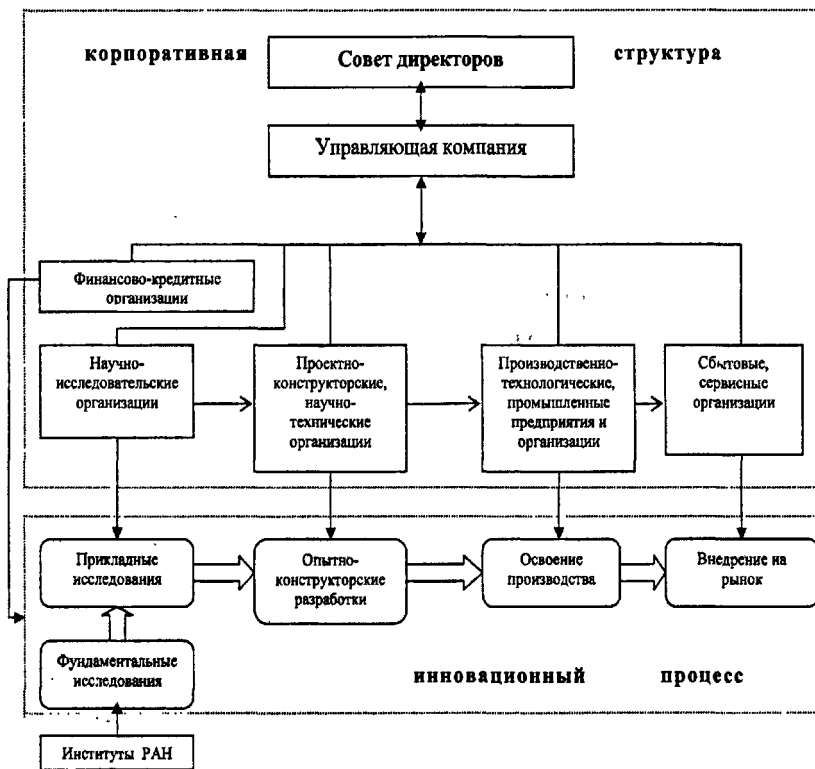 корпоративная
Совет директоров
структура
Управляющая компания
Финансово-кредитные
организации
Научно-
исследовательские
организации
Проектно-
конструкторские,
научно-
технические
организации
Производственно-
технологические,
промышленные
предприятия и
организации
Сбытовые,
сервисные
организации
Прикладные
исследования
Опытно-
конструкторские
разработки
Освоение
производства
Внедрение на
рынок
Фундаментальные
исследования
инновационный
процесс
Институты РАН